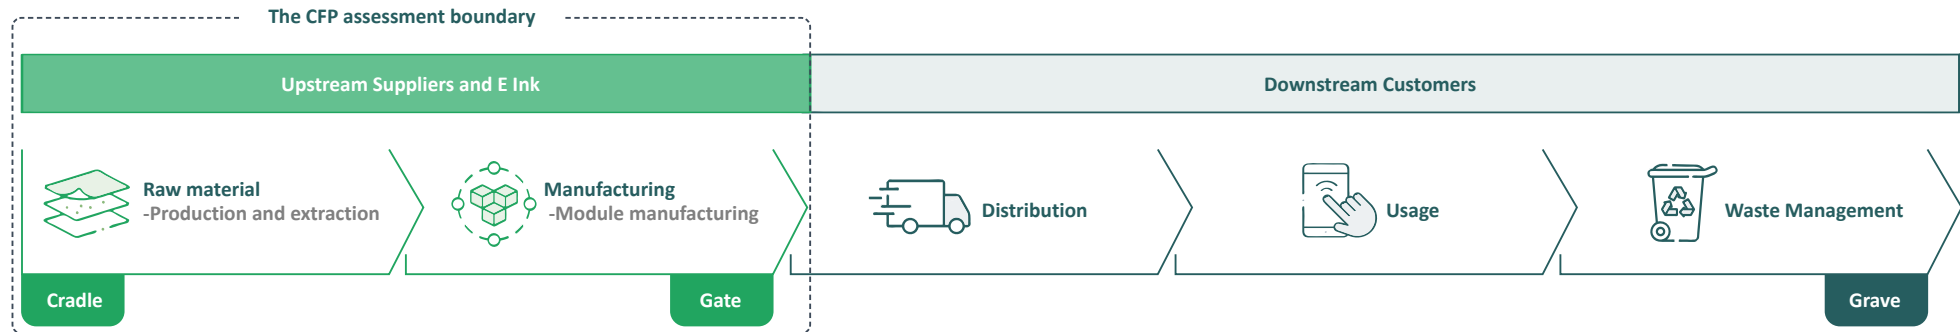 The CFP assessment boundary
Upstream Suppliers and E Ink
Downstream Customers
Raw material
-Production and extraction
Manufacturing
-Module manufacturing
Distribution
Usage
Waste Management
Cradle
Gate
Grave